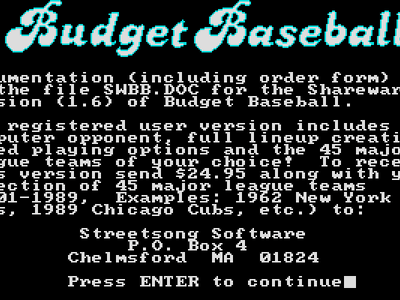 Budget Baseball
umentation (including order form)
the file SWBB.DOC for the Sharewar
sion (1.6) of Budget Baseball.
registered user version includes
puter opponent, full lineup creati
ed playing options and the 45 majo
gue teams of your choice! To rece
s version send $24.95 along with y
ection of 45 major league teams
01-1989, Examples: 1962 New York
s, 1989 Chicago Cubs, etc.) to:
Streetsong Software
P.O. Box 4
Chelmsford MA 01824
Press ENTER to continue